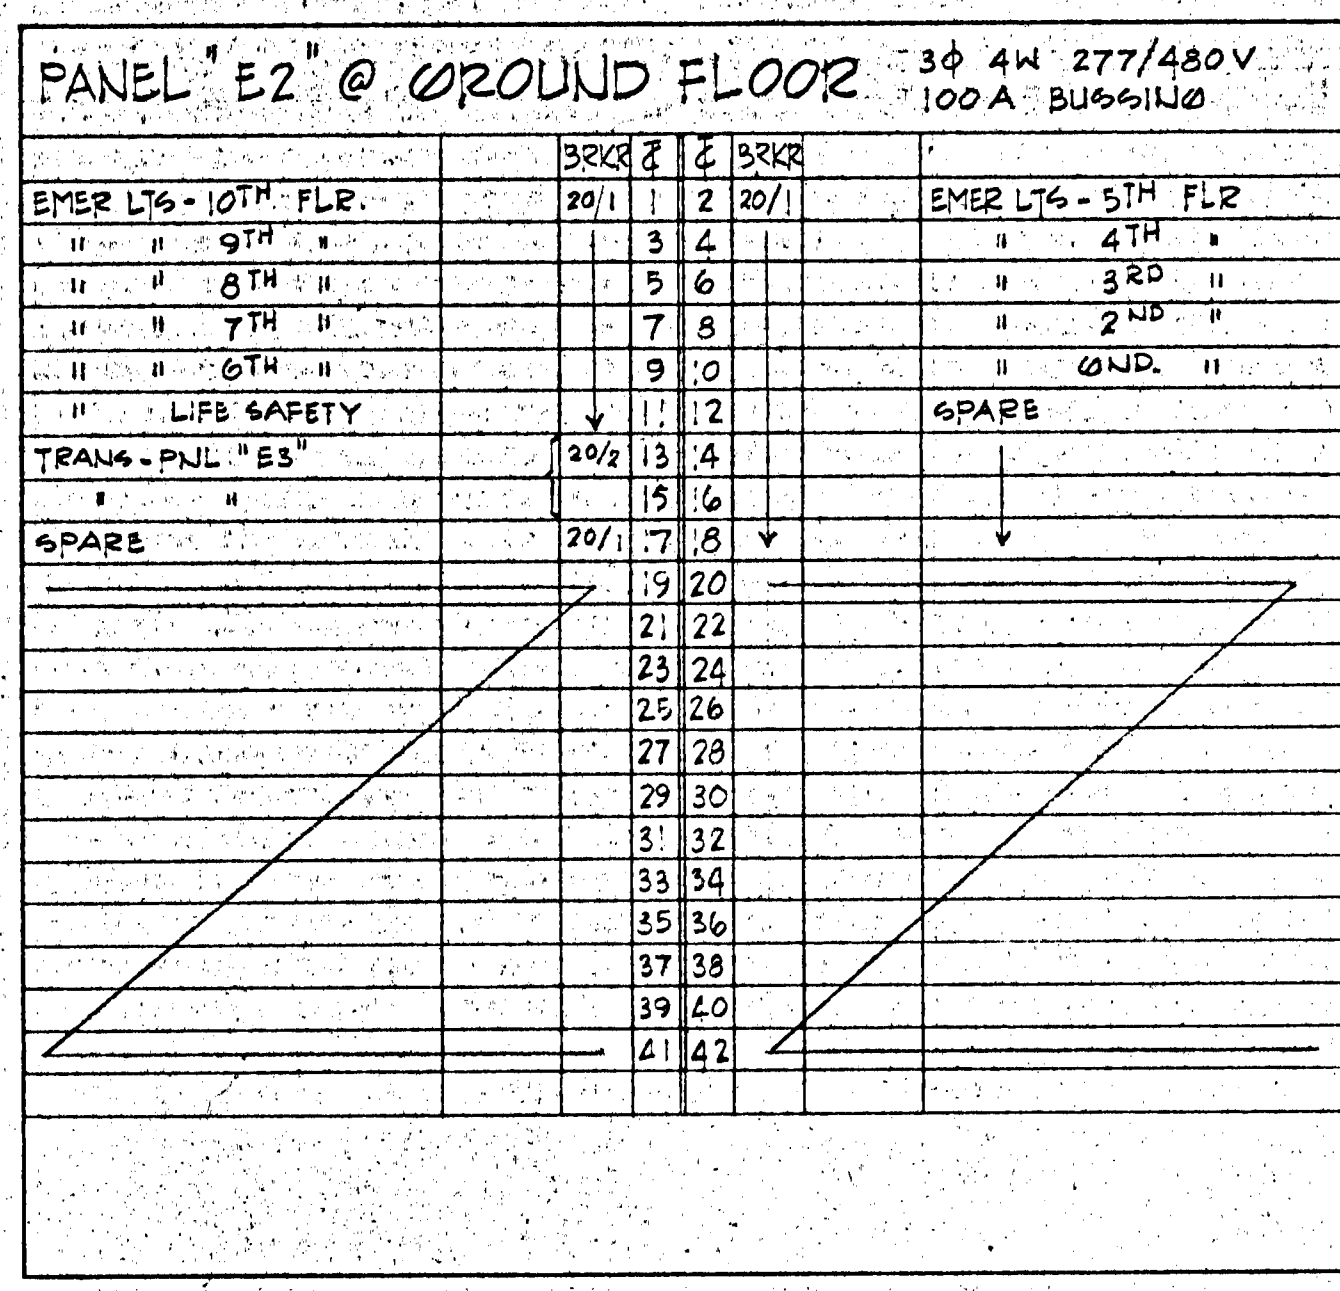 PANEL "E2" @ GROUND FLOOR 3Φ 4W 277/480V
100A BUSSING
BRKR ₵ ₵ BRKR
EMER LTS - 10TH FLR. 20/1 1 2 20/1 EMER LTS - 5TH FLR
" " 9TH " 3 4 " 4TH "
" " 8TH " 5 6 " 3RD "
" " 7TH " 7 8 " 2ND "
" " 6TH " 9 10 " GND. "
" LIFE SAFETY 11 12 SPARE
TRANS - PNL "E3" 20/2 13 14
" " 15 16
SPARE 20/1 17 18
19 20
21 22
23 24
25 26
27 28
29 30
31 32
33 34
35 36
37 38
39 40
41 42